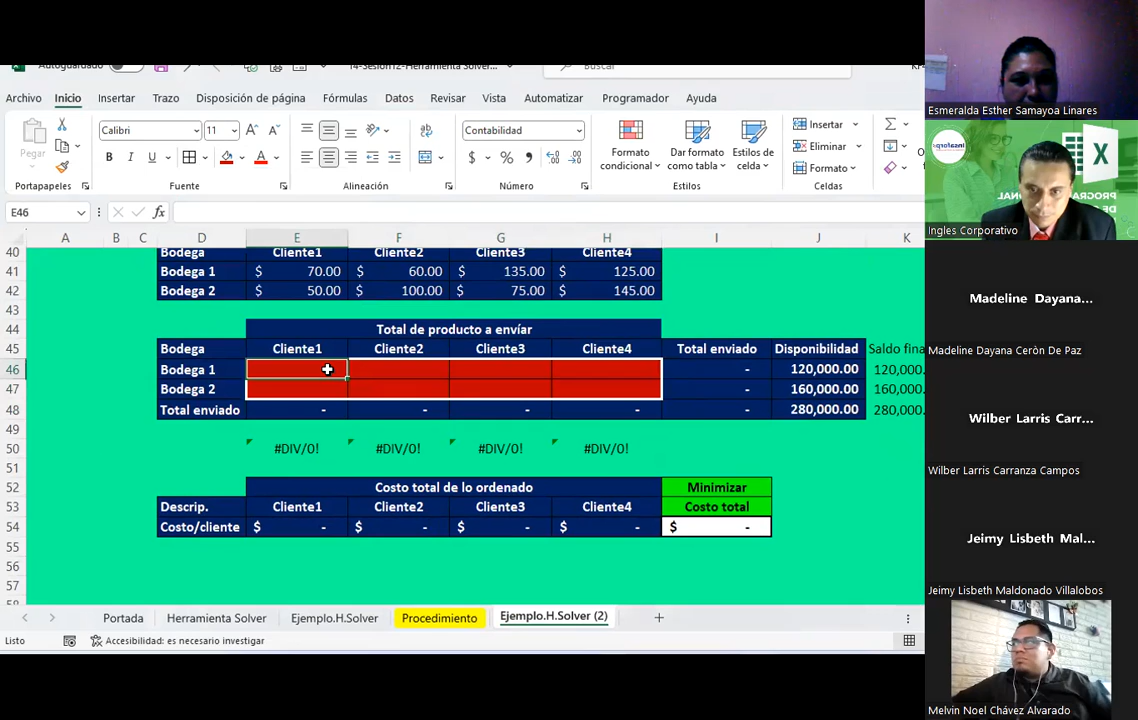 Autoguardado
14-Sesión12-Herramienta Solver...
Buscar
Archivo Inicio Insertar Trazo Disposición de página Fórmulas Datos Revisar Vista Automatizar Programador Ayuda
Pegar
Calibri 11
N K S
Contabilidad
Formato condicional
Dar formato como tabla
Estilos de celda
Insertar
Eliminar
Formato
Portapapeles Fuente Alineación Número Estilos Celdas
E46 fx
A B C D E F G H I J K
40 Bodega Cliente1 Cliente2 Cliente3 Cliente4
41 Bodega 1 $ 70.00 $ 60.00 $ 135.00 $ 125.00
42 Bodega 2 $ 50.00 $ 100.00 $ 75.00 $ 145.00
43
44 Total de producto a envíar
45 Bodega Cliente1 Cliente2 Cliente3 Cliente4 Total enviado Disponibilidad Saldo fina
46 Bodega 1 - 120,000.00 120,000.
47 Bodega 2 - 160,000.00 160,000.
48 Total enviado - - - - - 280,000.00 280,000.
49
50 #DIV/0! #DIV/0! #DIV/0! #DIV/0!
51
52 Costo total de lo ordenado Minimizar
53 Descrip. Cliente1 Cliente2 Cliente3 Cliente4 Costo total
54 Costo/cliente $ - $ - $ - $ - $ -
55
56
57
58
Portada Herramienta Solver Ejemplo.H.Solver Procedimiento Ejemplo.H.Solver (2)
Listo Accesibilidad: es necesario investigar
Esmeralda Esther Samayoa Linares
Ingles Corporativo
Madeline Dayana...
Madeline Dayana Cerón De Paz
Wilber Larris Carr...
Wilber Larris Carranza Campos
Jeimy Lisbeth Mal...
Jeimy Lisbeth Maldonado Villalobos
Melvin Noel Chávez Alvarado